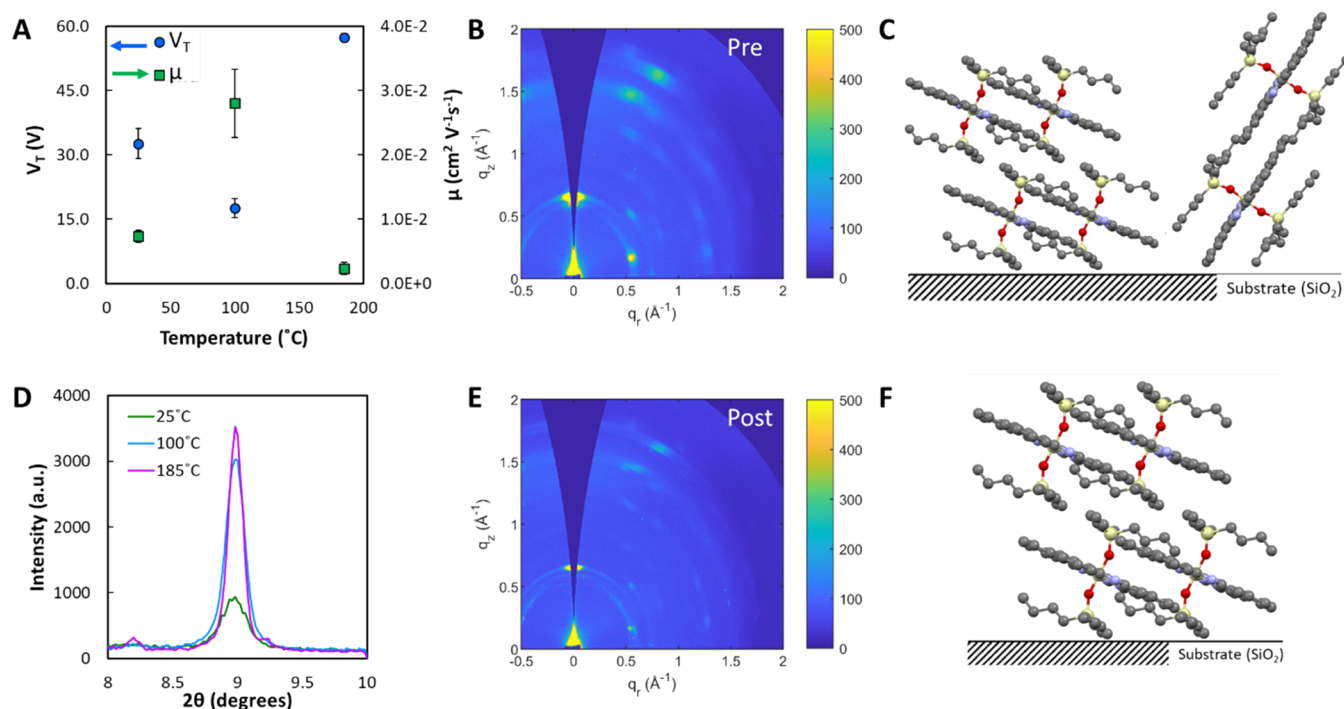 A
60.0
45.0
30.0
15.0
0.0
V_T (V)
V_T
μ
4.0E-2
3.0E-2
2.0E-2
1.0E-2
0.0E+0
μ (cm² V⁻¹s⁻¹)
0 50 100 150 200
Temperature (˚C)
B
Pre
2
1.5
1
0.5
0
q_z (Å⁻¹)
-0.5 0 0.5 1 1.5 2
q_r (Å⁻¹)
500
400
300
200
100
0
C
Substrate (SiO₂)
D
4000
3000
2000
1000
0
Intensity (a.u.)
25˚C
100˚C
185˚C
8 9 10
2θ (degrees)
E
Post
2
1.5
1
0.5
0
q_z (Å⁻¹)
-0.5 0 0.5 1 1.5 2
q_r (Å⁻¹)
500
400
300
200
100
0
F
Substrate (SiO₂)